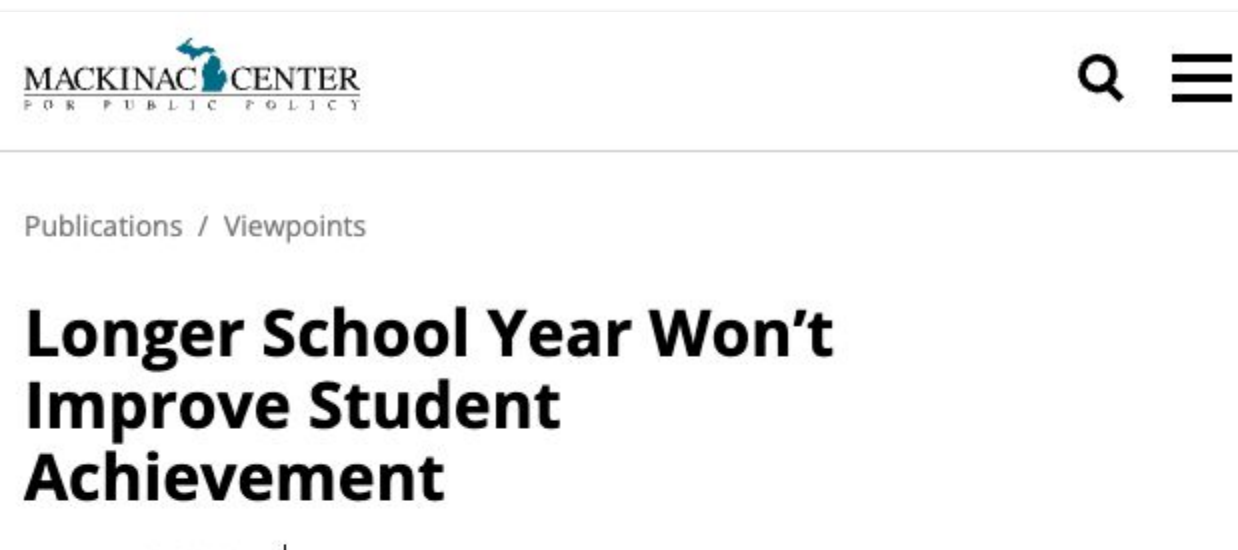 MACKINAC CENTER
FOR PUBLIC POLICY
Publications / Viewpoints
Longer School Year Won’t
Improve Student
Achievement